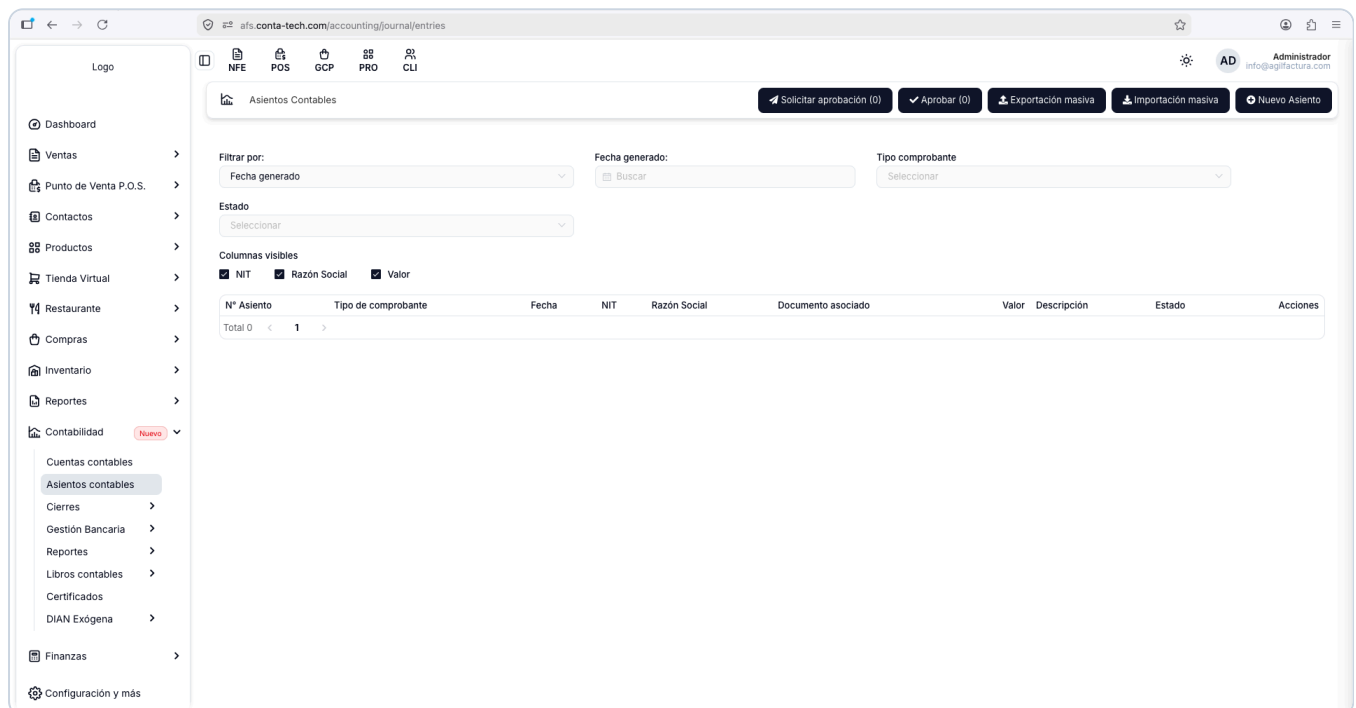 afs.conta-tech.com/accounting/journal/entries
Logo
NFE POS GCP PRO CLI
AD
Administrador
info@agilfactura.com
Asientos Contables
Solicitar aprobación (0)
Aprobar (0)
Exportación masiva
Importación masiva
Nuevo Asiento
Dashboard
Ventas
Punto de Venta P.O.S.
Contactos
Productos
Tienda Virtual
Restaurante
Compras
Inventario
Reportes
Contabilidad Nuevo
Cuentas contables
Asientos contables
Cierres
Gestión Bancaria
Reportes
Libros contables
Certificados
DIAN Exógena
Finanzas
Configuración y más
Filtrar por: Fecha generado: Tipo comprobante
Fecha generado Buscar Seleccionar
Estado
Seleccionar
Columnas visibles
NIT Razón Social Valor
N° Asiento Tipo de comprobante Fecha NIT Razón Social Documento asociado Valor Descripción Estado Acciones
Total 0 1